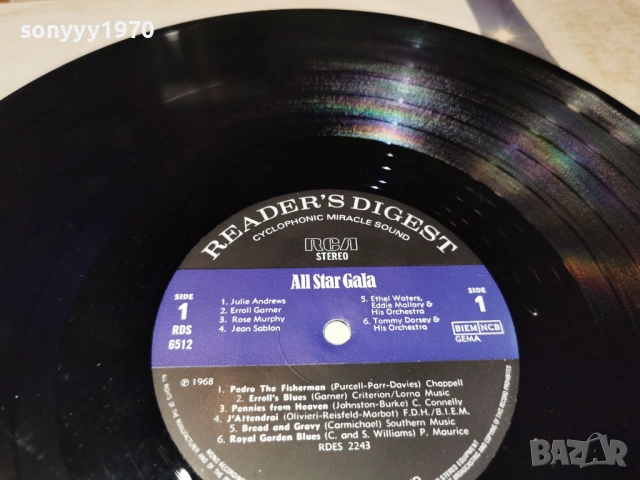 sonyyy1970
READER'S DIGEST
CYCLOPHONIC MIRACLE SOUND
RCA
STEREO
All Star Gala
SIDE
1
RDS
6512
1. Julie Andrews
2. Erroll Garner
3. Rose Murphy
4. Jean Sablon
5. Ethel Waters,
Eddie Mallory &
His Orchestra
6. Tommy Dorsey &
His Orchestra
SIDE
1
BIEM NCB
GEMA
℗ 1968
1. Pedro The Fisherman (Purcell-Parr-Davies) Chappell
2. Erroll's Blues (Garner) Criterion/Lorna Music
3. Pennies from Heaven (Johnston-Burke) C. Connelly
4. J'Attendrai (Olivieri-Reisfeld-Marbot) F.D.H./B.I.E.M.
5. Bread and Gravy (Carmichael) Southern Music
6. Royal Garden Blues (C. and S. Williams) P. Maurice
RDES 2243
BAZAR